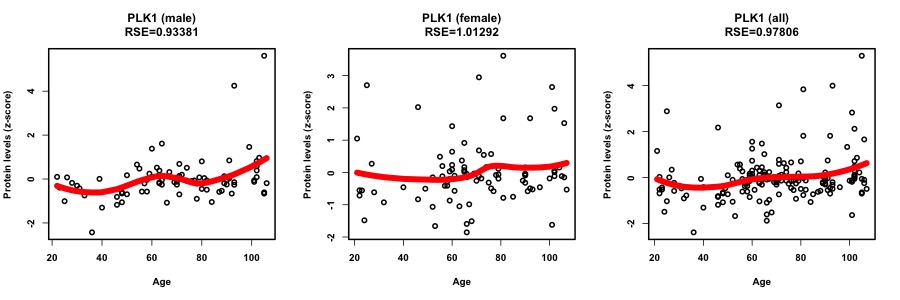 PLK1 (male)
RSE=0.93381
Protein levels (z-score)
4
2
0
-2
20 40 60 80 100
Age
PLK1 (female)
RSE=1.01292
Protein levels (z-score)
3
2
1
0
-1
-2
20 40 60 80 100
Age
PLK1 (all)
RSE=0.97806
Protein levels (z-score)
4
2
0
-2
20 40 60 80 100
Age